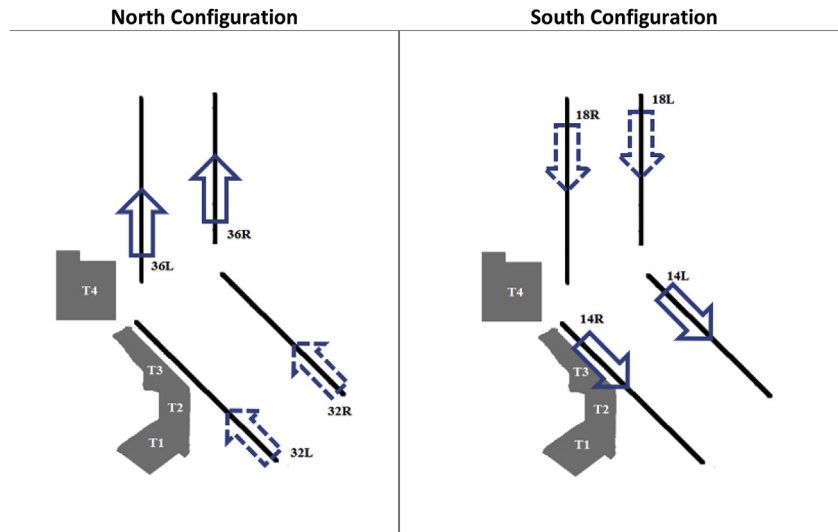 North Configuration
South Configuration
36R
36L
T4
T3
T2
T1
32R
32L
18R
18L
14L
14R
T4
T3
T2
T1